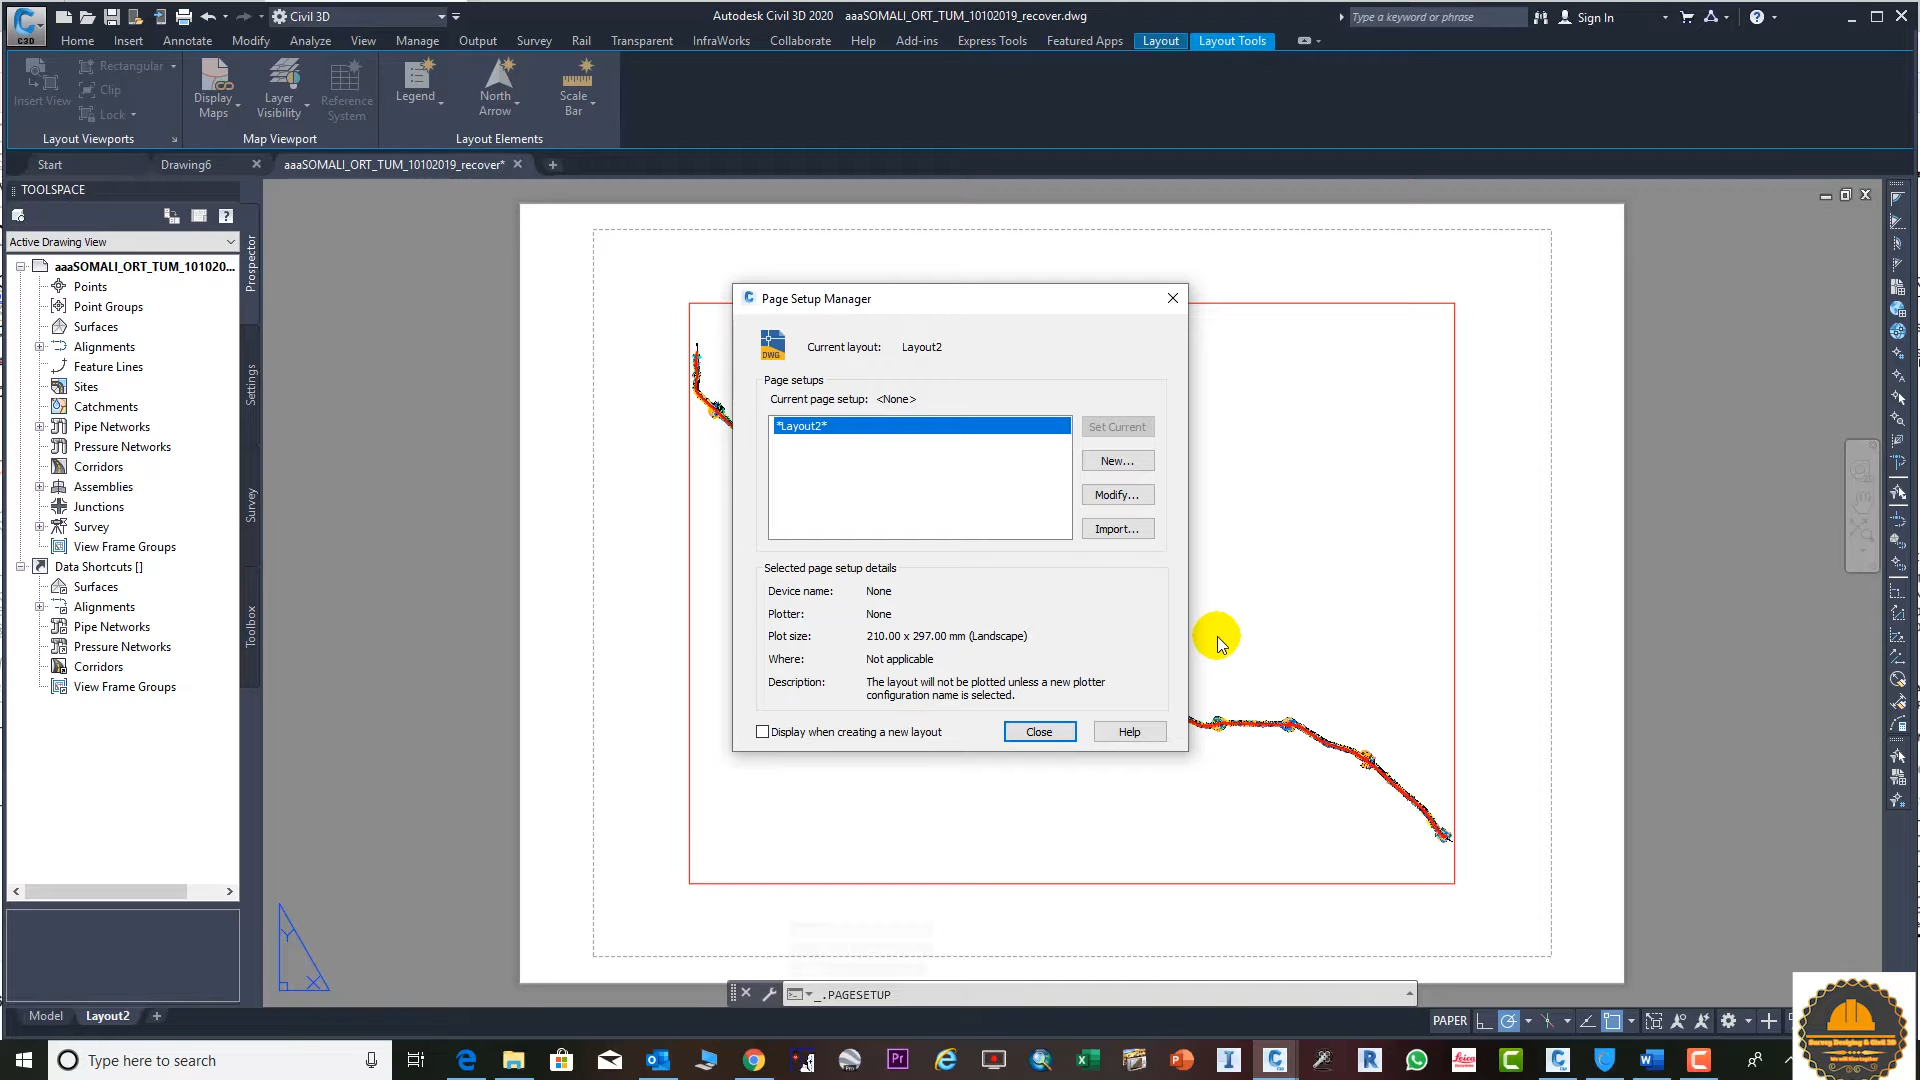 Civil 3D
Autodesk Civil 3D 2020 aaaSOMALI_ORT_TUM_10102019_recover.dwg
Type a keyword or phrase
Sign In
C3D
Home Insert Annotate Modify Analyze View Manage Output Survey Rail Transparent InfraWorks Collaborate Help Add-ins Express Tools Featured Apps Layout Layout Tools
Insert View
Rectangular
Clip
Lock
Display Maps
Layer Visibility
Reference System
Legend
North Arrow
Scale Bar
Layout Viewports
Map Viewport
Layout Elements
Start
Drawing6
aaaSOMALI_ORT_TUM_10102019_recover*
TOOLSPACE
Active Drawing View
aaaSOMALI_ORT_TUM_101020...
Points
Point Groups
Surfaces
Alignments
Feature Lines
Sites
Catchments
Pipe Networks
Pressure Networks
Corridors
Assemblies
Junctions
Survey
View Frame Groups
Data Shortcuts []
Surfaces
Alignments
Pipe Networks
Pressure Networks
Corridors
View Frame Groups
Prospector
Settings
Survey
Toolbox
Page Setup Manager
DWG
Current layout: Layout2
Page setups
Current page setup: <None>
*Layout2*
Set Current
New...
Modify...
Import...
Selected page setup details
Device name: None
Plotter: None
Plot size: 210.00 x 297.00 mm (Landscape)
Where: Not applicable
Description: The layout will not be plotted unless a new plotter
configuration name is selected.
Display when creating a new layout
Close
Help
Y
X
_.PAGESETUP
Model
Layout2
PAPER
Type here to search
Survey Designing & Civil 3D